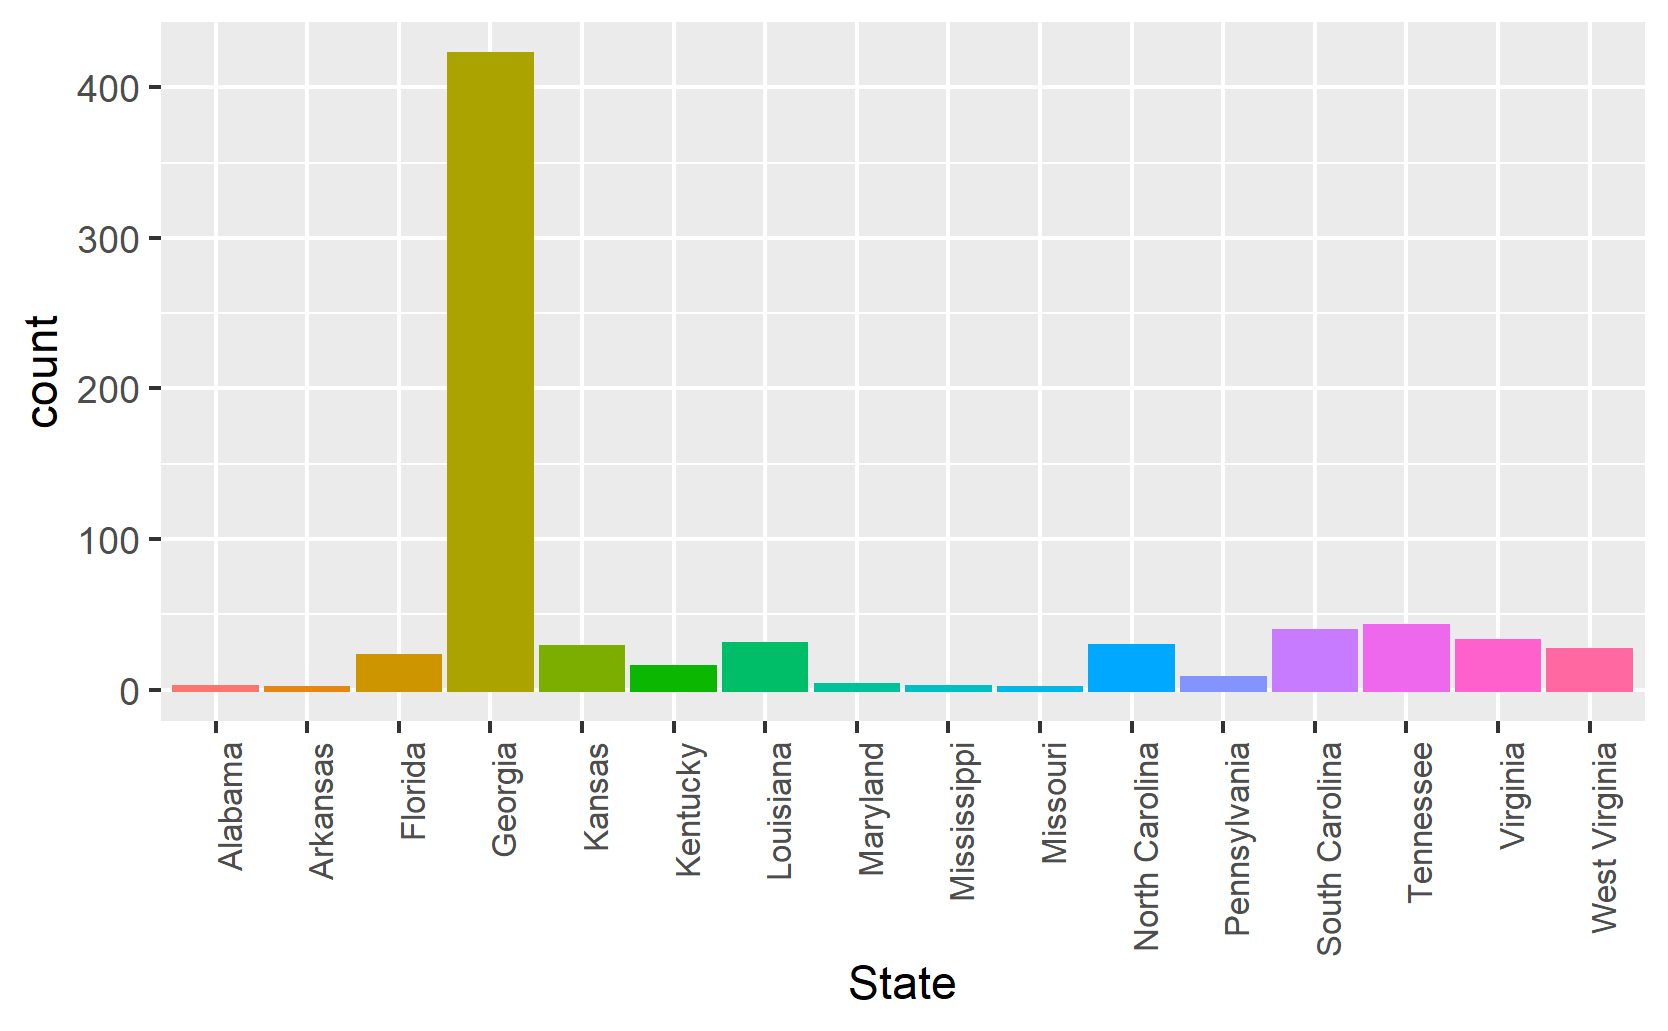 count
400
300
200
100
0
Alabama
Arkansas
Florida
Georgia
Kansas
Kentucky
Louisiana
Maryland
Mississippi
Missouri
North Carolina
Pennsylvania
South Carolina
Tennessee
Virginia
West Virginia
State